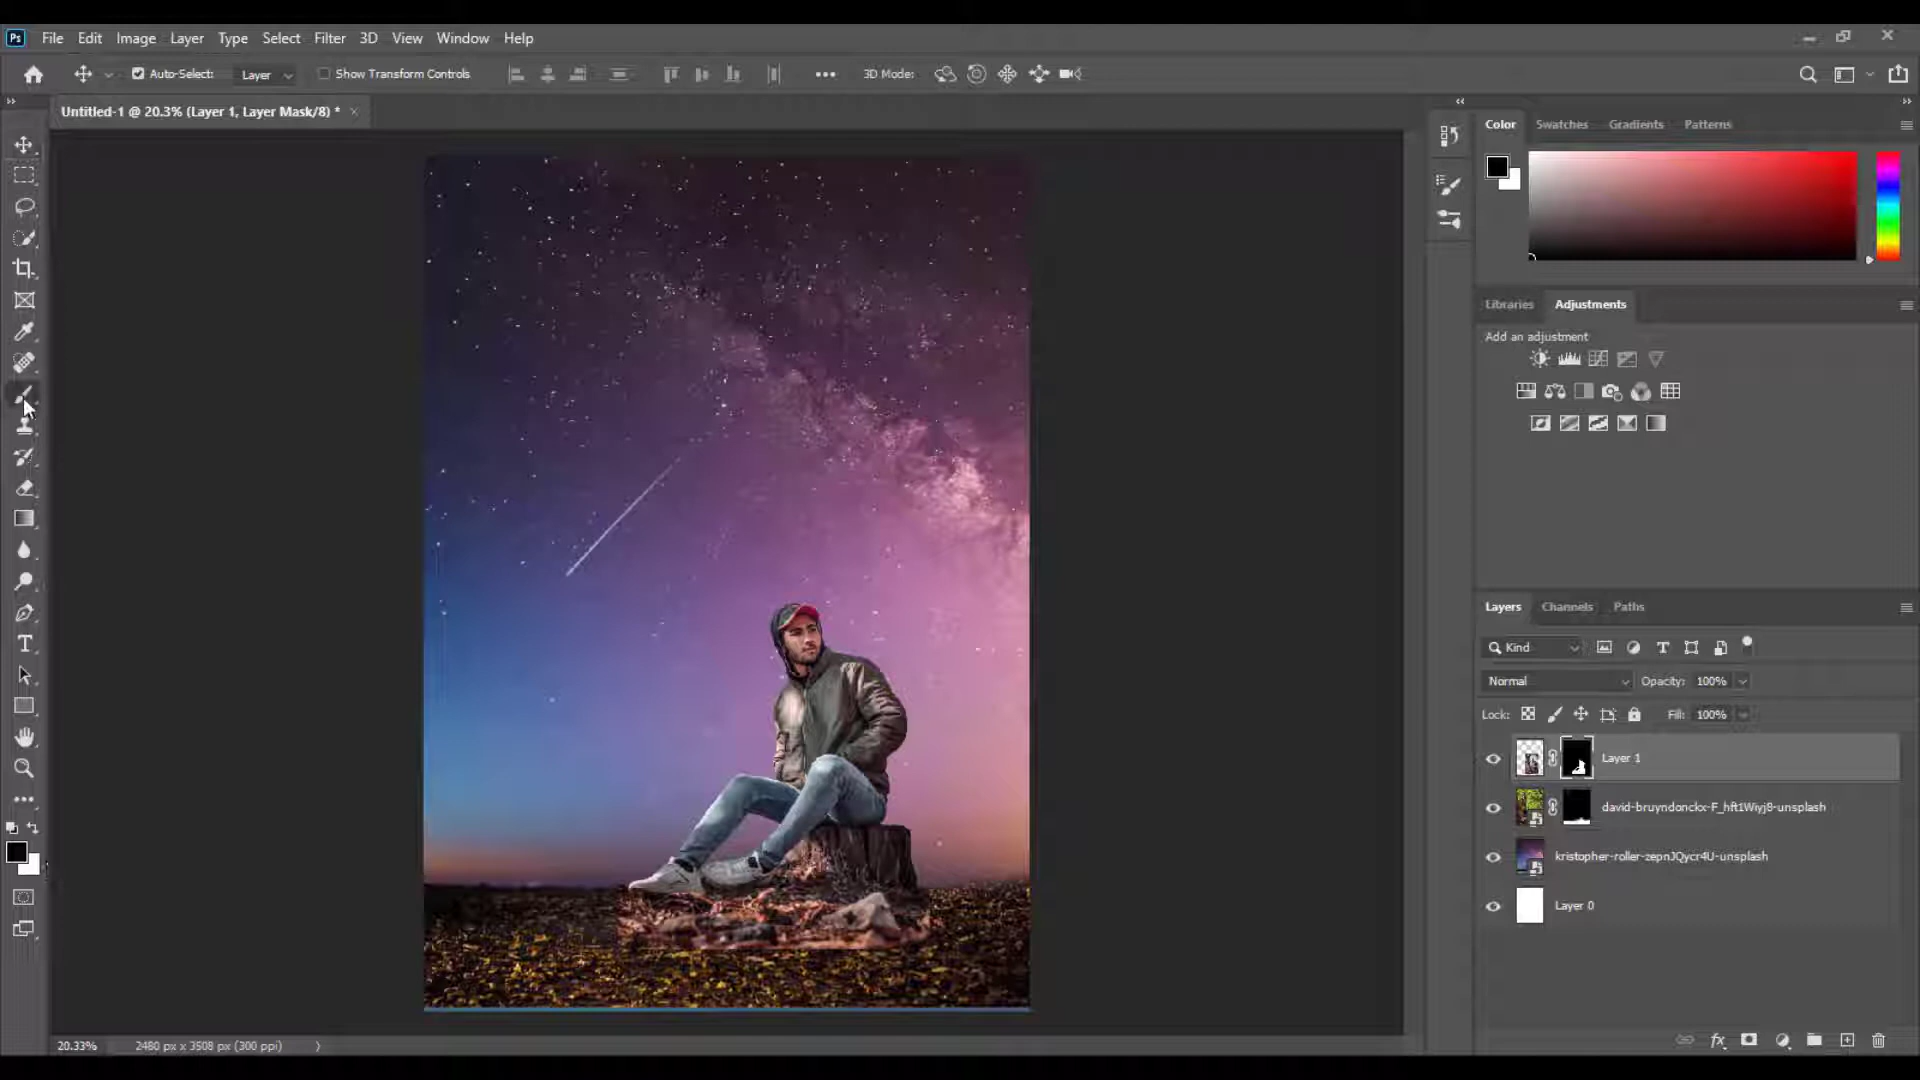 Ps File Edit Image Layer Type Select Filter 3D View Window Help
Auto-Select: Layer Show Transform Controls 3D Mode:
Untitled-1 @ 20.3% (Layer 1, Layer Mask/8) *
Color Swatches Gradients Patterns
Libraries Adjustments
Add an adjustment
Layers Channels Paths
Kind
Normal Opacity: 100%
Lock: Fill: 100%
Layer 1
david-bruyndonckx-F_hft1Wiyj8-unsplash
kristopher-roller-zepnJQycr4U-unsplash
Layer 0
20.33% 2480 px x 3508 px (300 ppi)